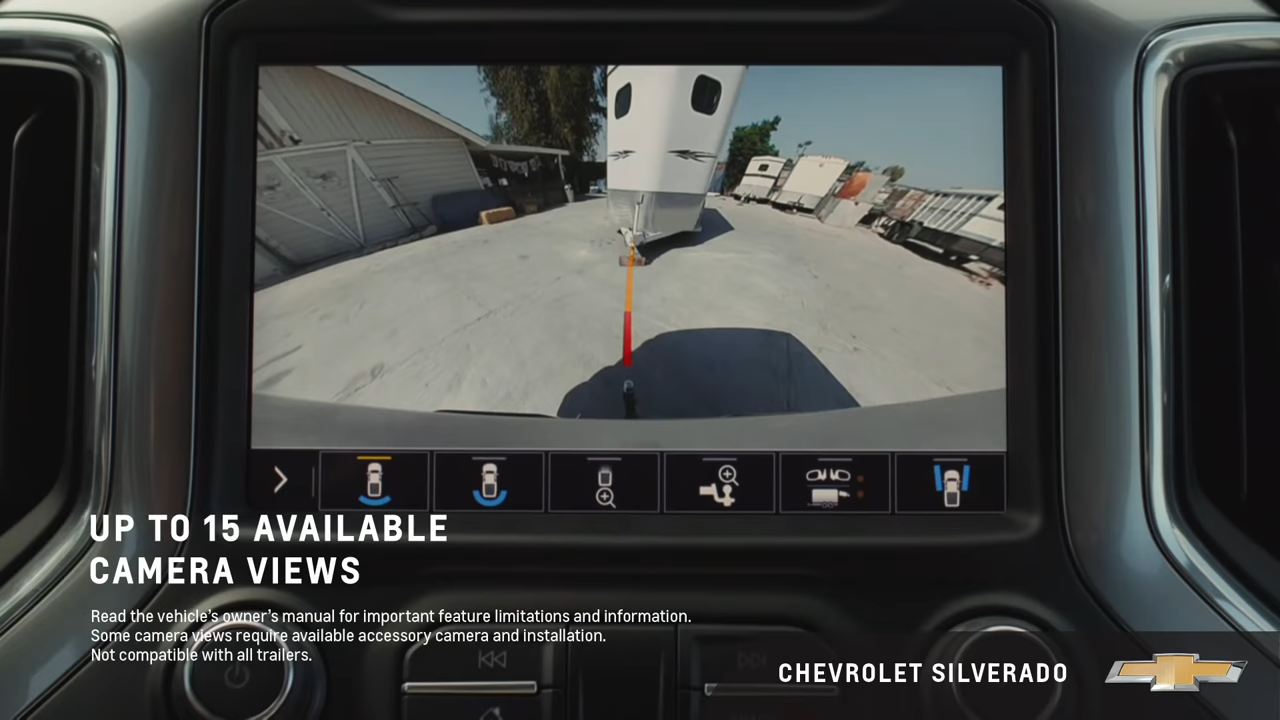 UP TO 15 AVAILABLE
CAMERA VIEWS
Read the vehicle's owner's manual for important feature limitations and information.
Some camera views require available accessory camera and installation.
Not compatible with all trailers.
CHEVROLET SILVERADO